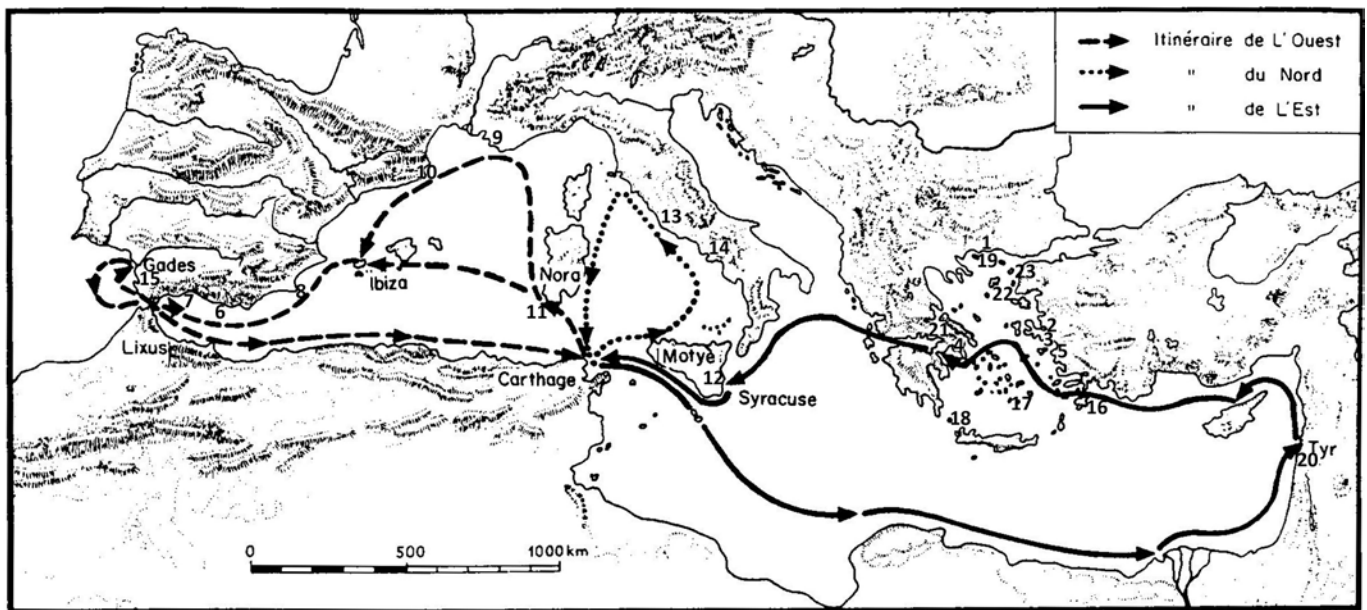 Itinéraire de L'Ouest
" du Nord
" de L'Est
9
10
13
14
1
19
23
22
Gades
15
Ibiza
8
7
6
Nora
11
21
2
3
4
5
Lixus
Motye
12
Carthage
Syracuse
17
16
18
Tyr
20
0 500 1000 km